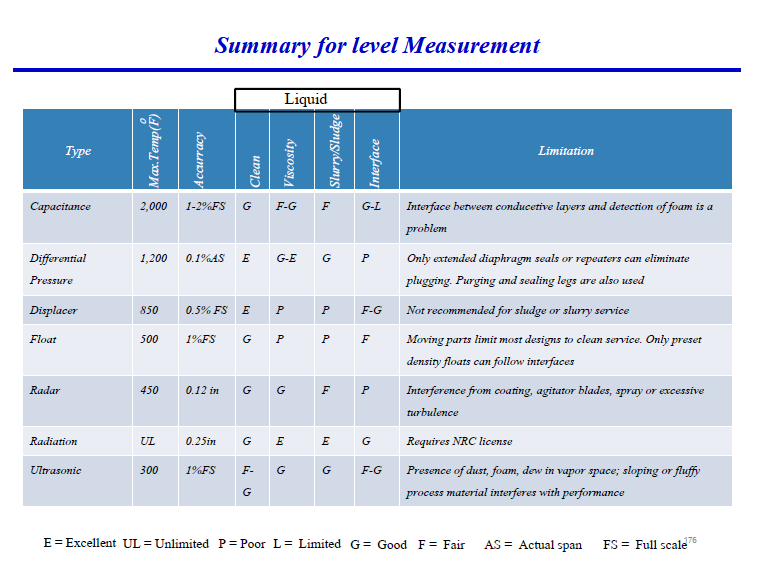 Summary for level Measurement
Liquid
Type
Max.Temp(F)
o
Accurracy
Clean
Viscosity
Slurry/Sludge
Interface
Limitation
Capacitance 2,000 1-2%FS G F-G F G-L Interface between conducetive layers and detection of foam is a
problem
Differential 1,200 0.1%AS E G-E G P Only extended diaphragm seals or repeaters can eliminate
Pressure plugging. Purging and sealing legs are also used
Displacer 850 0.5% FS E P P F-G Not recommended for sludge or slurry service
Float 500 1%FS G P P F Moving parts limit most designs to clean service. Only preset
density floats can follow interfaces
Radar 450 0.12 in G G F P Interference from coating, agitator blades, spray or excessive
turbulence
Radiation UL 0.25in G E E G Requires NRC license
Ultrasonic 300 1%FS F- G G F-G Presence of dust, foam, dew in vapor space; sloping or fluffy
G process material interferes with performance
E = Excellent UL = Unlimited P = Poor L = Limited G = Good F = Fair AS = Actual span FS = Full scale
176